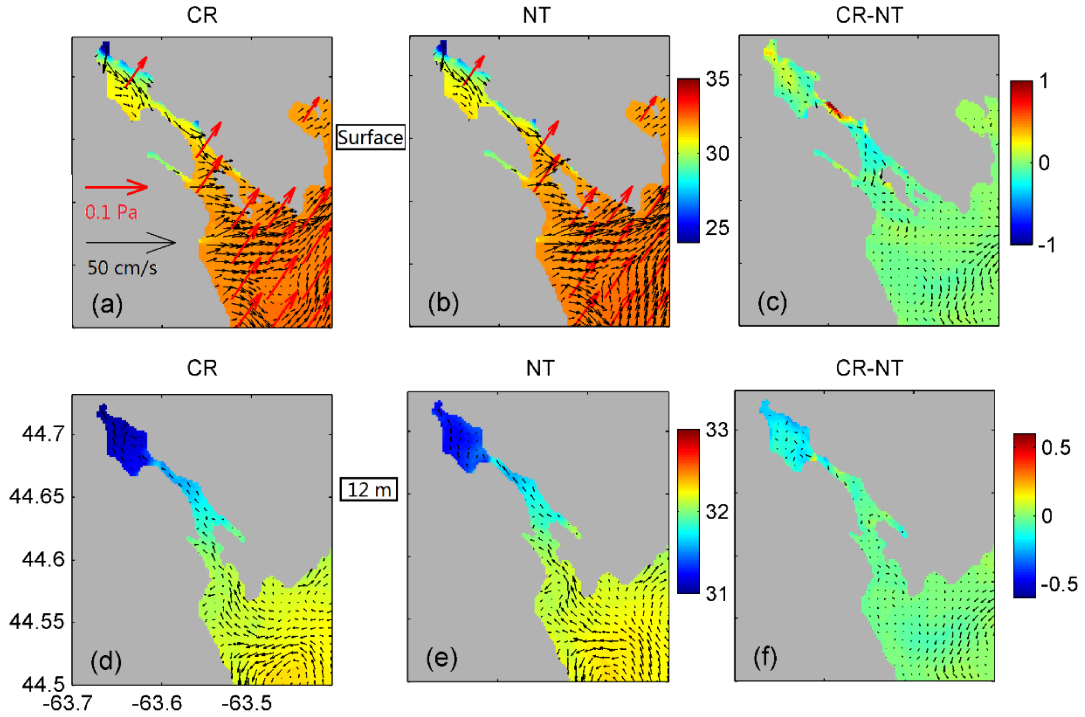 CR
NT
CR-NT
Surface
0.1 Pa
50 cm/s
(a)
(b)
(c)
35
30
25
1
0
-1
CR
NT
CR-NT
12 m
44.7
44.65
44.6
44.55
44.5
-63.7
-63.6
-63.5
(d)
(e)
(f)
33
32
31
0.5
0
-0.5